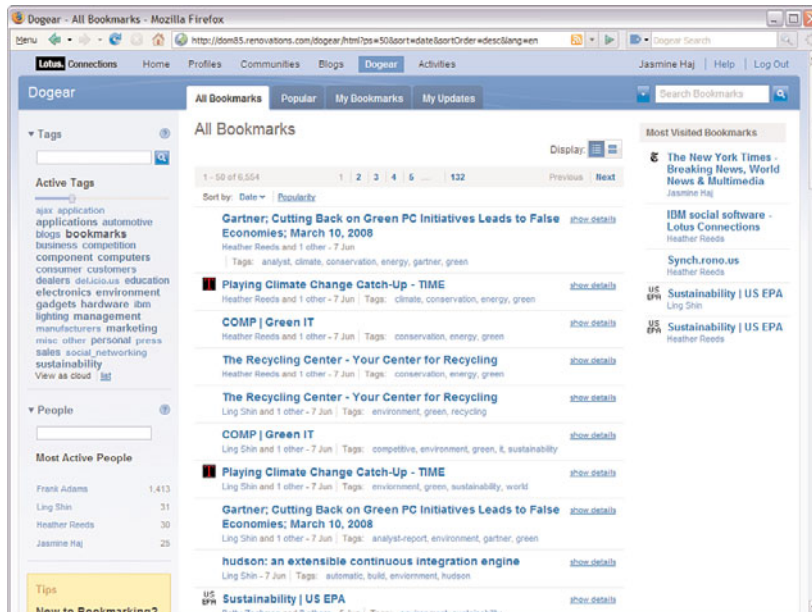 Dogear - All Bookmarks - Mozilla Firefox
Menu
http://dom85.renovations.com/dogear/html?ps=50&sort=date&sortOrder=desc&lang=en
Dogear Search
Lotus. Connections Home Profiles Communities Blogs Dogear Activities Jasmine Haj | Help | Log Out
Dogear All Bookmarks Popular My Bookmarks My Updates Search Bookmarks
Tags
Active Tags
ajax application
applications automotive
blogs bookmarks
business competition
component computers
consumer customers
dealers del.icio.us education
electronics environment
gadgets hardware ibm
lighting management
manufacturers marketing
misc other personal press
sales social_networking
sustainability
View as cloud | list
People
Most Active People
Frank Adams 1,413
Ling Shin 31
Heather Reeds 30
Jasmine Haj 25
Tips
New to Bookmarking?
All Bookmarks
Display:
1 - 50 of 6,554 1 | 2 | 3 | 4 | 5 ... | 132 Previous | Next
Sort by: Date Popularity
Gartner; Cutting Back on Green PC Initiatives Leads to False show details
Economies; March 10, 2008
Heather Reeds and 1 other - 7 Jun
| Tags: analyst, climate, conservation, energy, gartner, green
Playing Climate Change Catch-Up - TIME show details
Heather Reeds and 1 other - 7 Jun | Tags: climate, conservation, energy, green
COMP | Green IT show details
Heather Reeds and 1 other - 7 Jun | Tags: conservation, energy, green
The Recycling Center - Your Center for Recycling show details
Heather Reeds and 1 other - 7 Jun | Tags: conservation, energy, green
The Recycling Center - Your Center for Recycling show details
Ling Shin and 1 other - 7 Jun | Tags: environment, green, recycling
COMP | Green IT show details
Ling Shin and 1 other - 7 Jun | Tags: competitive, environment, green, it, sustainability
Playing Climate Change Catch-Up - TIME show details
Ling Shin and 1 other - 7 Jun | Tags: enviornment, green, sustainability, world
Gartner; Cutting Back on Green PC Initiatives Leads to False show details
Economies; March 10, 2008
Ling Shin and 1 other - 7 Jun | Tags: analyst-report, environment, gartner, green
hudson: an extensible continuous integration engine show details
Ling Shin - 7 Jun | Tags: automatic, build, enviernment, hudson
US EPA Sustainability | US EPA show details
Most Visited Bookmarks
The New York Times -
Breaking News, World
News & Multimedia
Jasmine Haj
IBM social software -
Lotus Connections
Heather Reeds
Synch.rono.us
Heather Reeds
US EPA Sustainability | US EPA
Ling Shin
US EPA Sustainability | US EPA
Heather Reeds